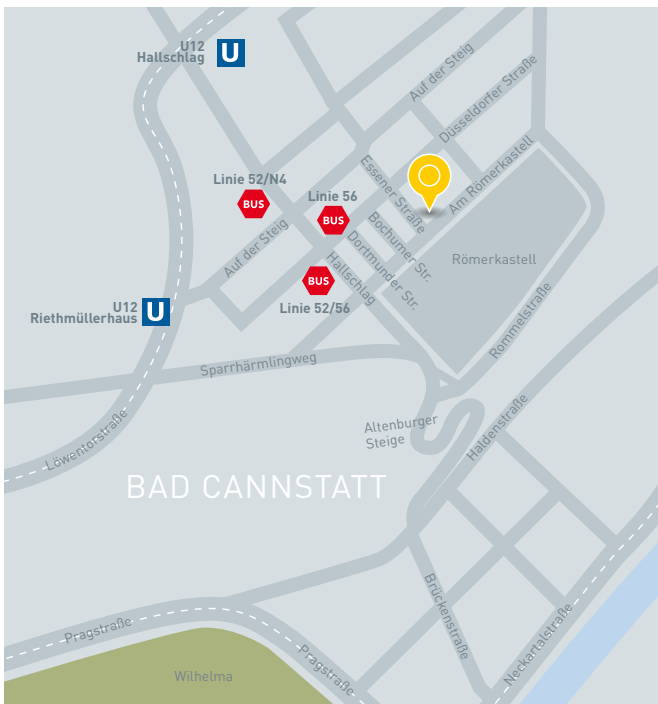 U12
Hallschlag
U
Auf der Steig
Düsseldorfer Straße
Essener Straße
Am Römerkastell
Linie 52/N4
BUS
Linie 56
BUS
Auf der Steig
Bochumer Str.
Dortmunder Str.
Hallschlag
Römerkastell
BUS
Linie 52/56
U12
Riethmüllerhaus
U
Rommelstraße
Sparrhärmlingweg
Altenburger
Steige
Haldenstraße
Löwentorstraße
BAD CANNSTATT
Brückenstraße
Neckartalstraße
Pragstraße
Pragstraße
Wilhelma